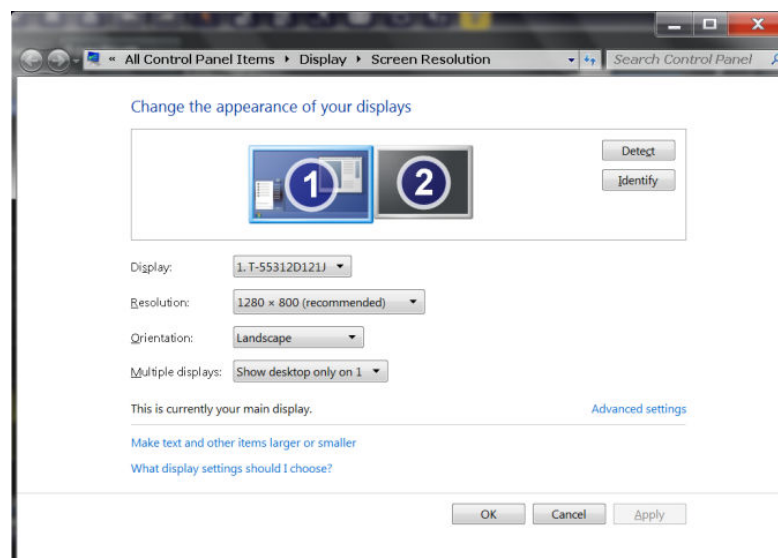 « All Control Panel Items Display Screen Resolution Search Control Panel
Change the appearance of your displays
1 2
Detect
Identify
Display: 1. T-55312D121J
Resolution: 1280 × 800 (recommended)
Orientation: Landscape
Multiple displays: Show desktop only on 1
This is currently your main display. Advanced settings
Make text and other items larger or smaller
What display settings should I choose?
OK Cancel Apply